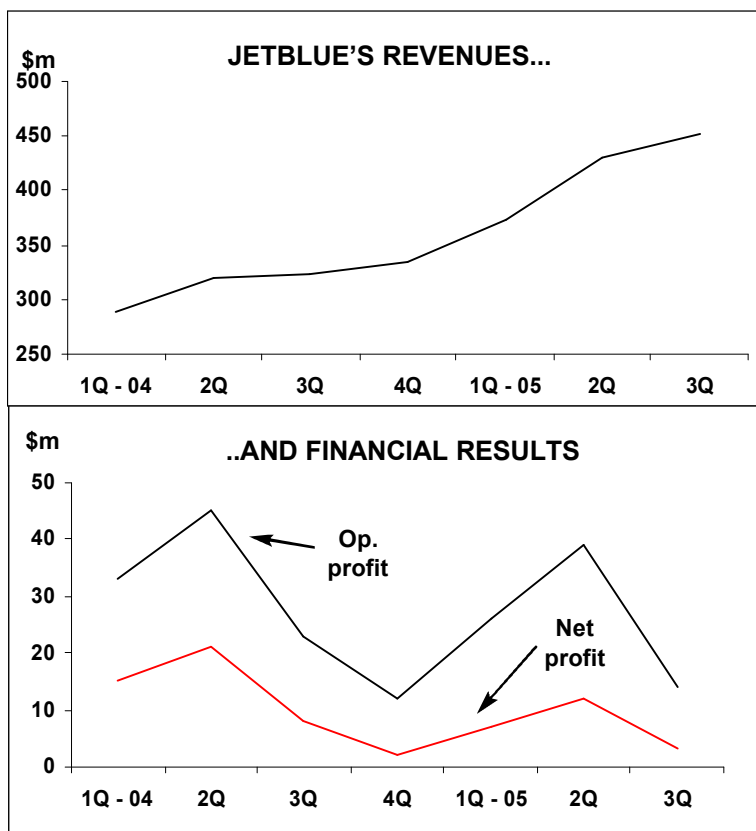 JETBLUE’S REVENUES...
$m
500
450
400
350
300
250
1Q - 04 2Q 3Q 4Q 1Q - 05 2Q 3Q
..AND FINANCIAL RESULTS
$m
50
40
30
20
10
0
Op.
profit
Net
profit
1Q - 04 2Q 3Q 4Q 1Q - 05 2Q 3Q